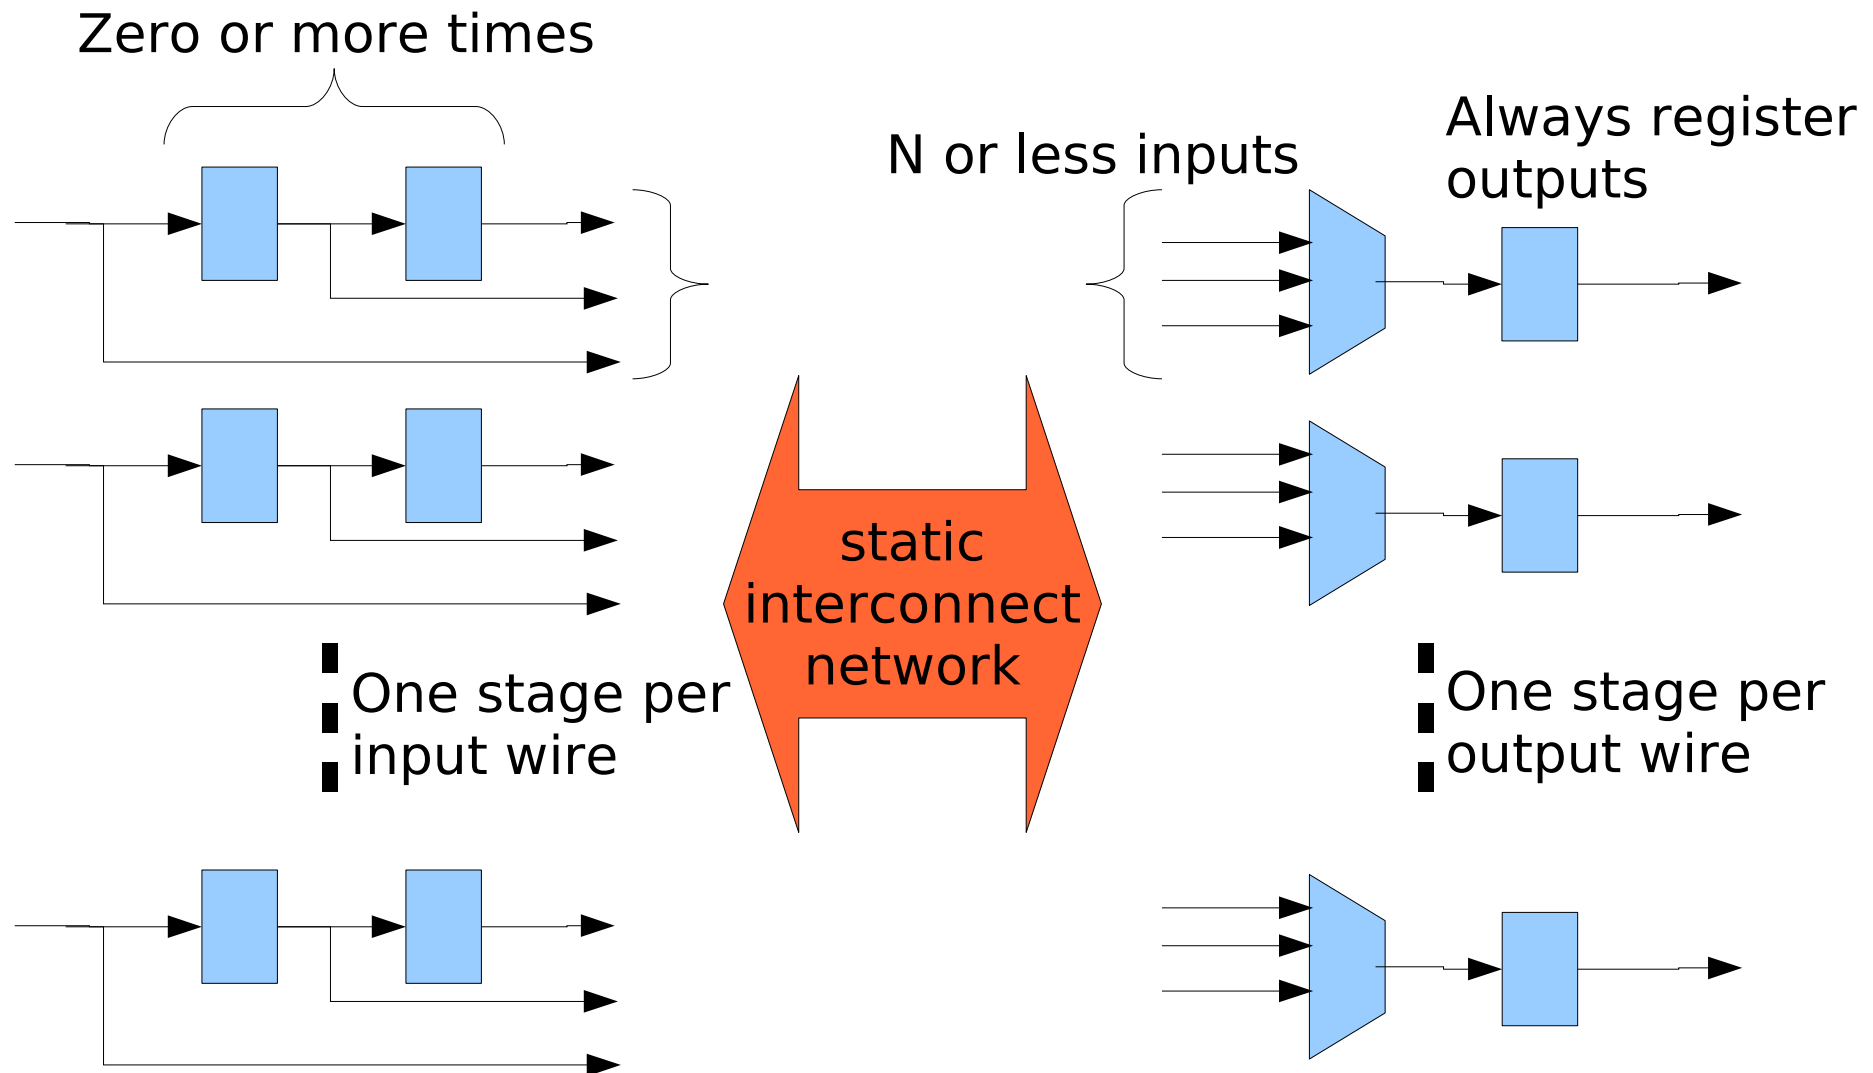 Zero or more times
N or less inputs
Always register
outputs
static
interconnect
network
One stage per
input wire
One stage per
output wire